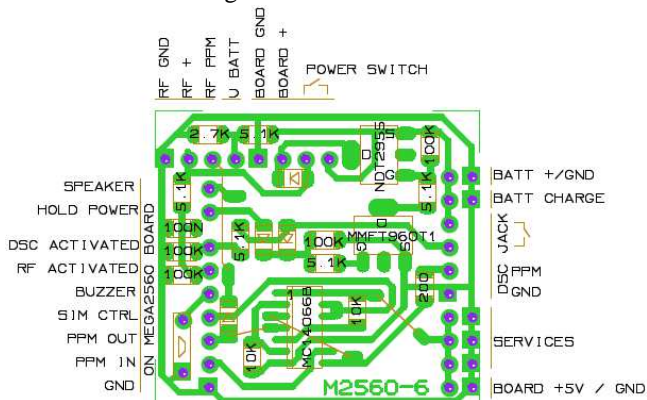 RF GND
RF +
RF PPM
U BATT
BOARD GND
BOARD +
POWER SWITCH
2.7K
5.1K
NDT2955
D
S
G
100K
BATT +/GND
BATT CHARGE
5.1K
5.1K
SPEAKER
HOLD POWER
DSC ACTIVATED
RF ACTIVATED
BUZZER
SIM CTRL
PPM OUT
PPM IN
GND
ON MEGA2560 BOARD
100N
100K
100K
5.1K
100K
5.1K
D
MMFT960T1
G
S
DSC JACK
PPM
GND
200
1
MC14066B
10K
10K
SERVICES
M2560-6
BOARD +5V / GND